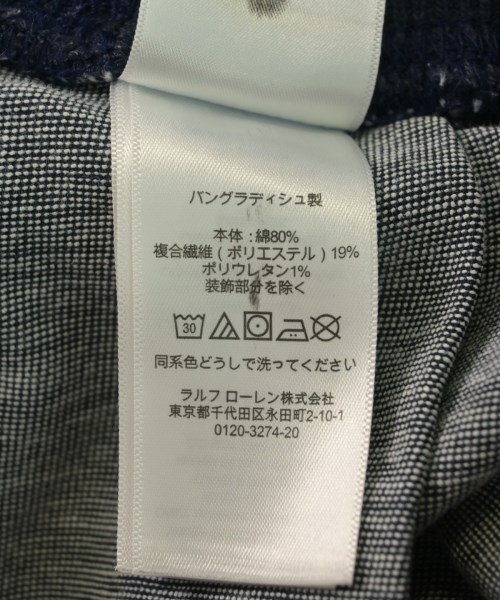 バングラディシュ製
本体：綿80%
複合繊維（ポリエステル）19%
ポリウレタン1%
装飾部分を除く
30
同系色どうしで洗ってください
ラルフ ローレン株式会社
東京都千代田区永田町2-10-1
0120-3274-20